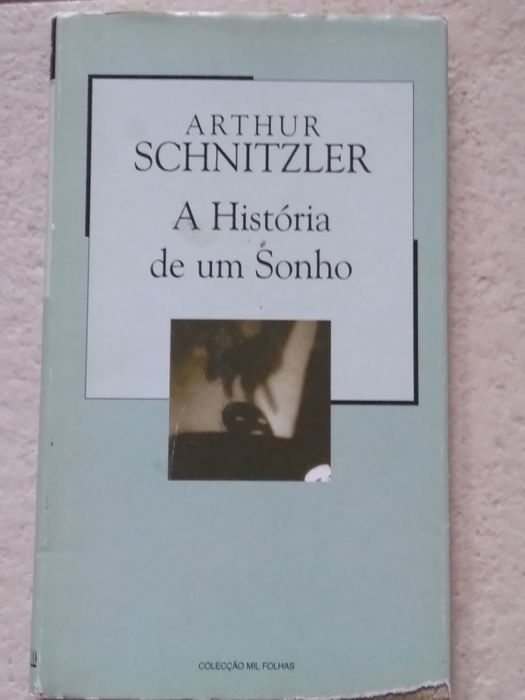 ARTHUR
SCHNITZLER
A História
de um Sonho
COLECÇÃO MIL FOLHAS